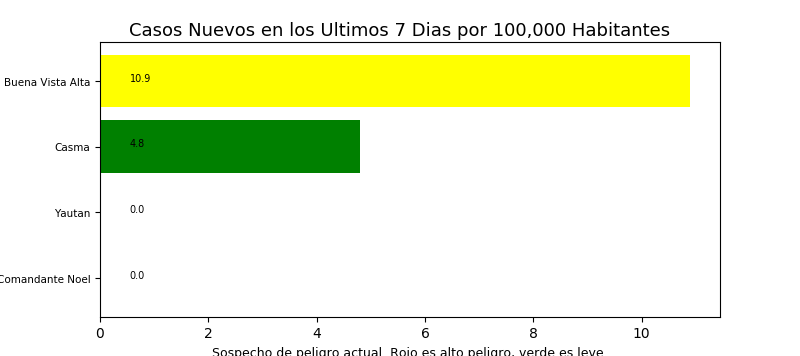 Casos Nuevos en los Ultimos 7 Dias por 100,000 Habitantes
Buena Vista Alta
10.9
Casma
4.8
Yautan
0.0
Comandante Noel
0.0
0 2 4 6 8 10
Sospecho de peligro actual. Rojo es alto peligro, verde es leve